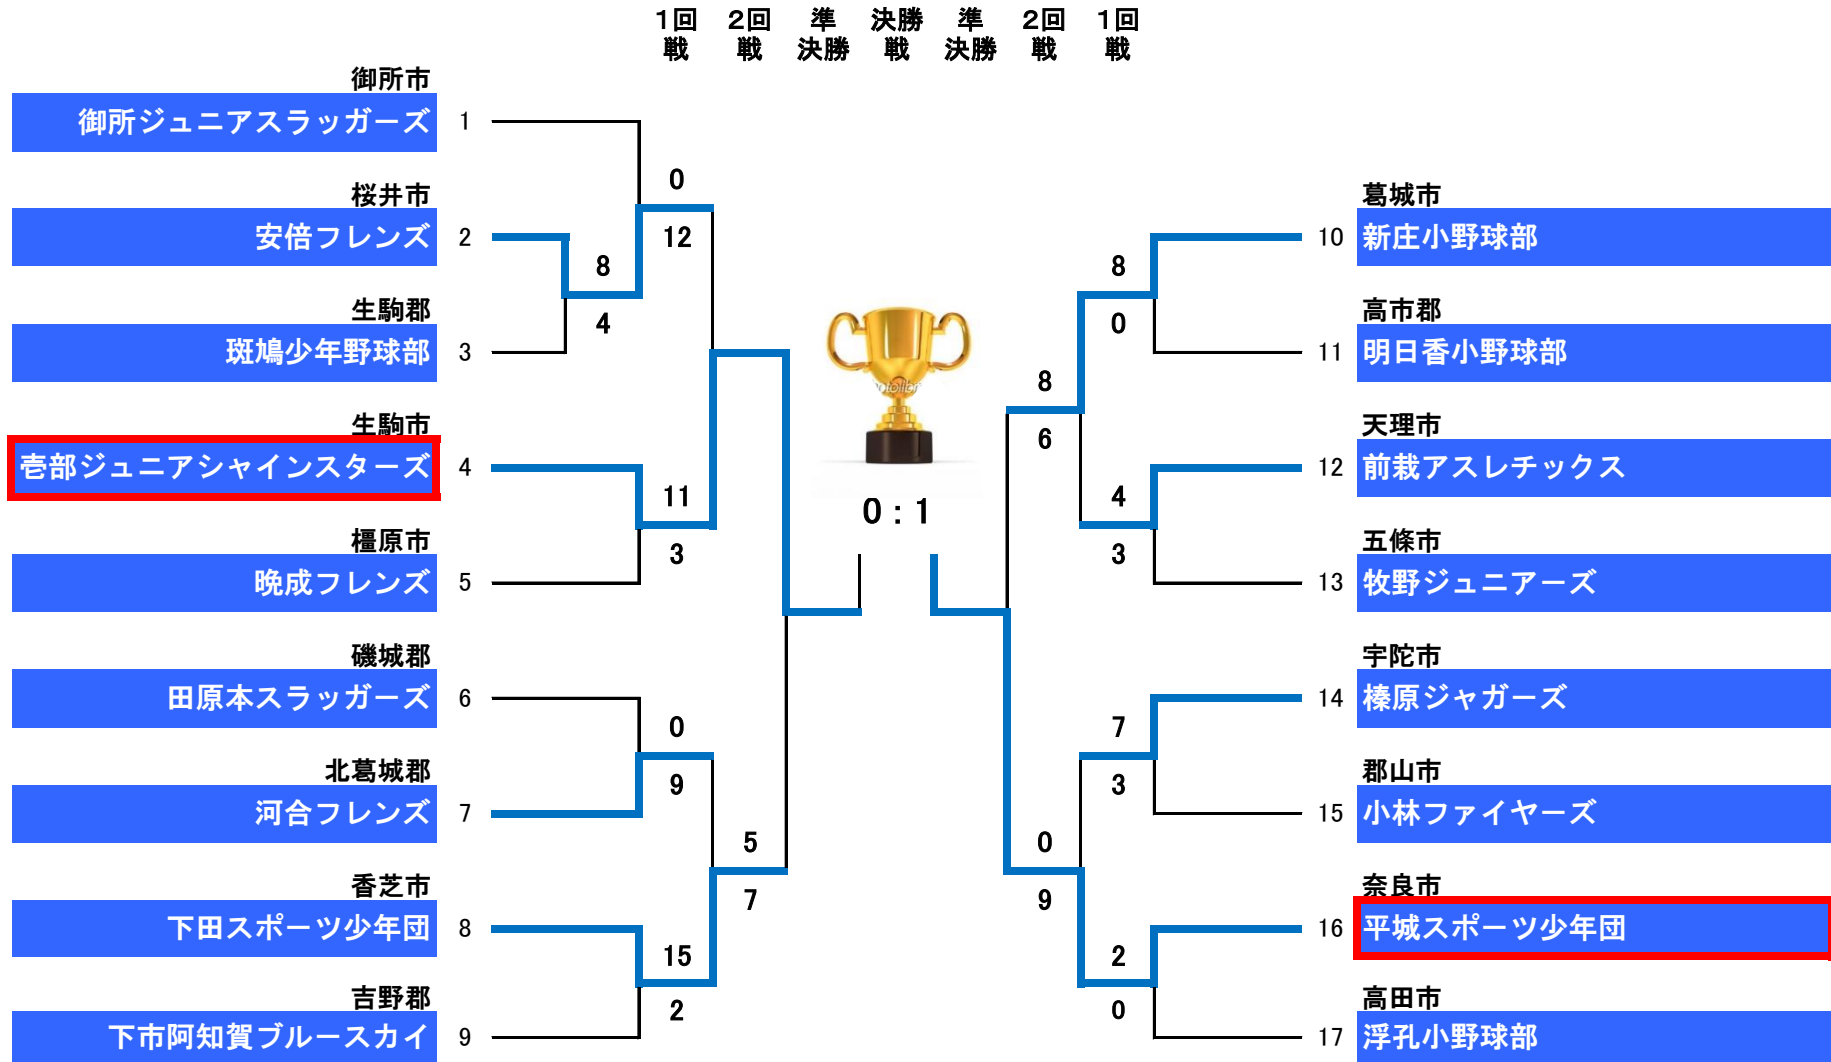 1回戦 2回戦 準決勝 決勝戦 準決勝 2回戦 1回戦
御所市
御所ジュニアスラッガーズ 1
0
桜井市
安倍フレンズ 2
12
8
生駒郡
4
斑鳩少年野球部 3
生駒市
壱部ジュニアシャインスターズ 4
11
橿原市
3
晩成フレンズ 5
磯城郡
田原本スラッガーズ 6
0
北葛城郡
9
河合フレンズ 7
5
香芝市
7
下田スポーツ少年団 8
15
吉野郡
2
下市阿知賀ブルースカイ 9
0 : 1
葛城市
10 新庄小野球部
8
高市郡
0
11 明日香小野球部
8
天理市
6
12 前栽アスレチックス
4
五條市
3
13 牧野ジュニアーズ
宇陀市
14 榛原ジャガーズ
7
郡山市
3
15 小林ファイヤーズ
0
奈良市
9
16 平城スポーツ少年団
2
高田市
0
17 浮孔小野球部